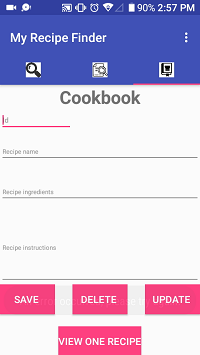 90% 2:57 PM
My Recipe Finder
Cookbook
Id
Recipe name
Recipe ingredients
Recipe instructions
SAVE
DELETE
UPDATE
VIEW ONE RECIPE